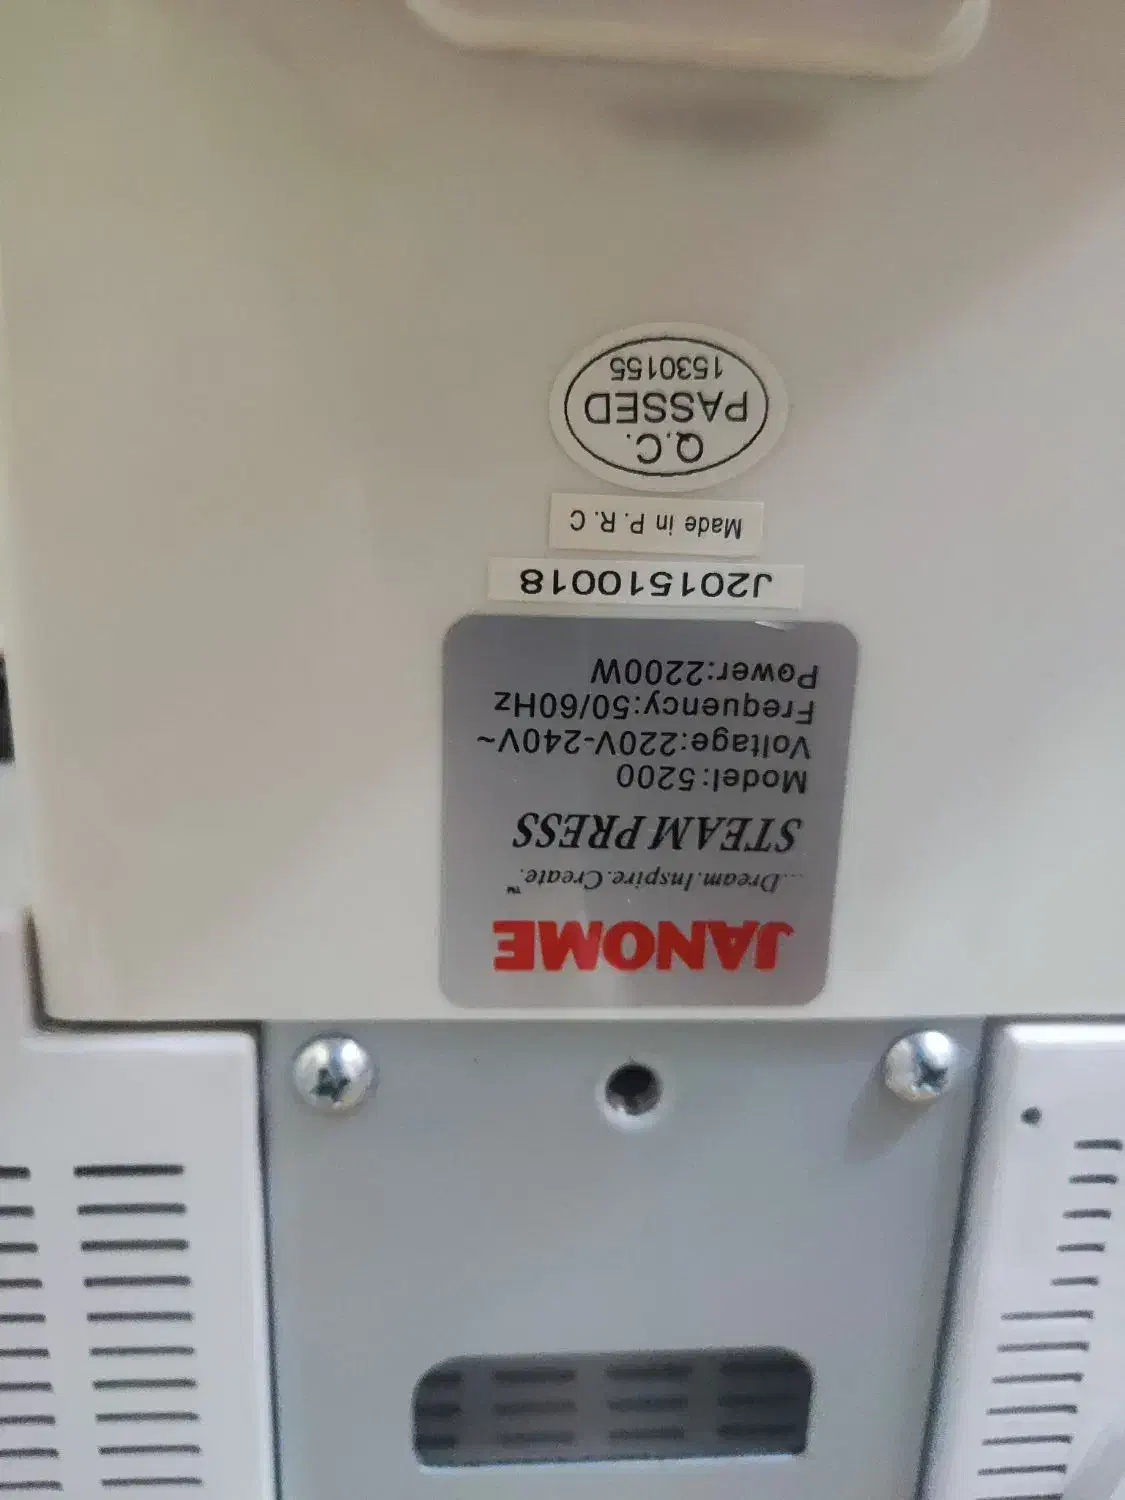 JANOME
...Dream.Inspire.Create.™
STEAM PRESS
Model:5200
Voltage:220V-240V~
Frequency:50/60Hz
Power:2200W
J201510018
Made in P.R.C
Q.C.
PASSED
1530155